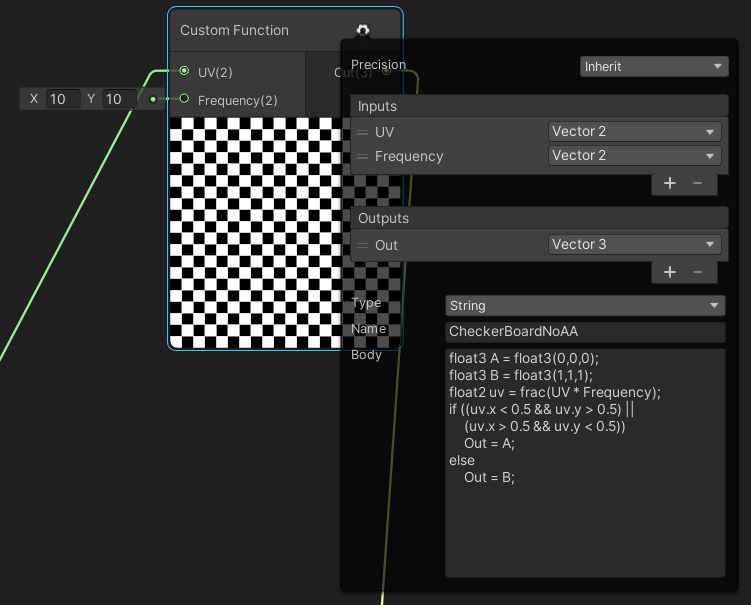 Custom Function
UV(2)
Out(3)
X 10 Y 10
Frequency(2)
Precision
Inherit
Inputs
UV
Vector 2
Frequency
Vector 2
+ −
Outputs
Out
Vector 3
+ −
Type
String
Name
CheckerBoardNoAA
Body
float3 A = float3(0,0,0);
float3 B = float3(1,1,1);
float2 uv = frac(UV * Frequency);
if ((uv.x < 0.5 && uv.y > 0.5) ||
    (uv.x > 0.5 && uv.y < 0.5))
    Out = A;
else
    Out = B;